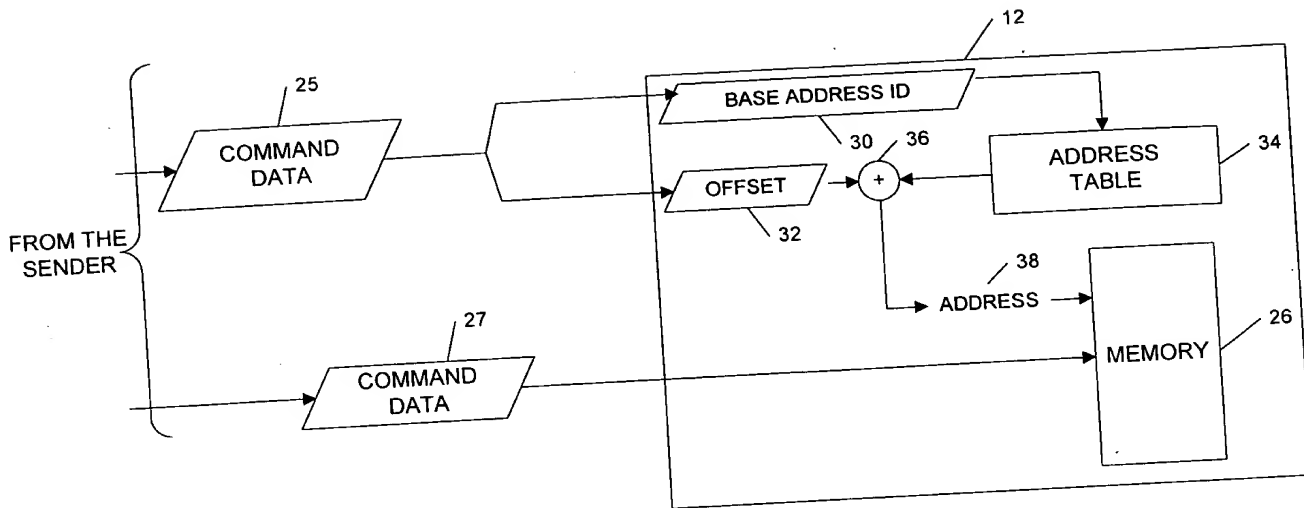 12
25
BASE ADDRESS ID
COMMAND
DATA
30
36
ADDRESS
TABLE
34
OFFSET
+
32
FROM THE
SENDER
38
ADDRESS
27
MEMORY
26
COMMAND
DATA